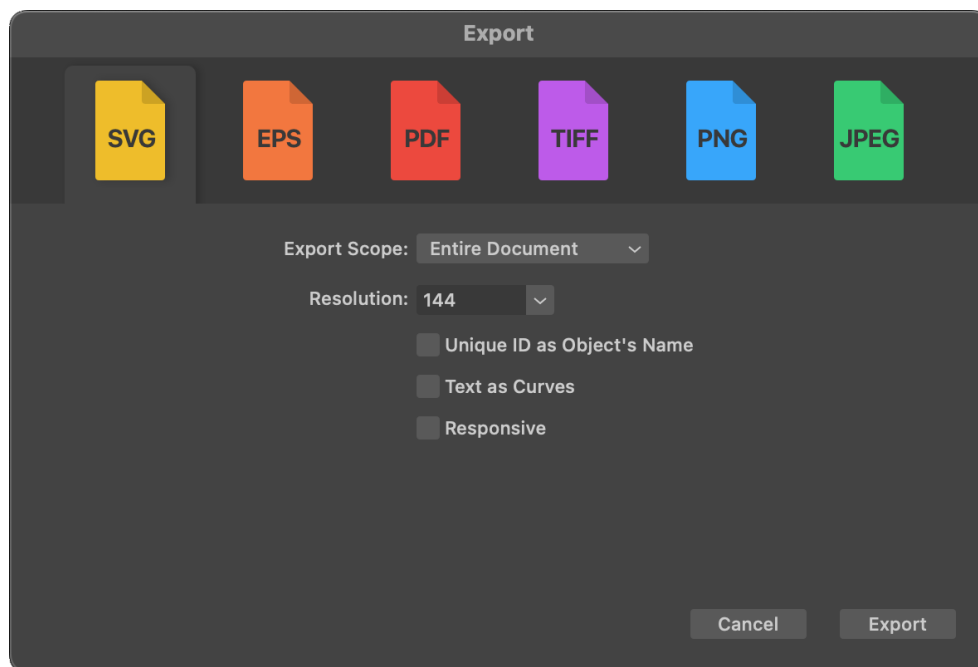 Export
SVG EPS PDF TIFF PNG JPEG
Export Scope: Entire Document
Resolution: 144
Unique ID as Object's Name
Text as Curves
Responsive
Cancel Export